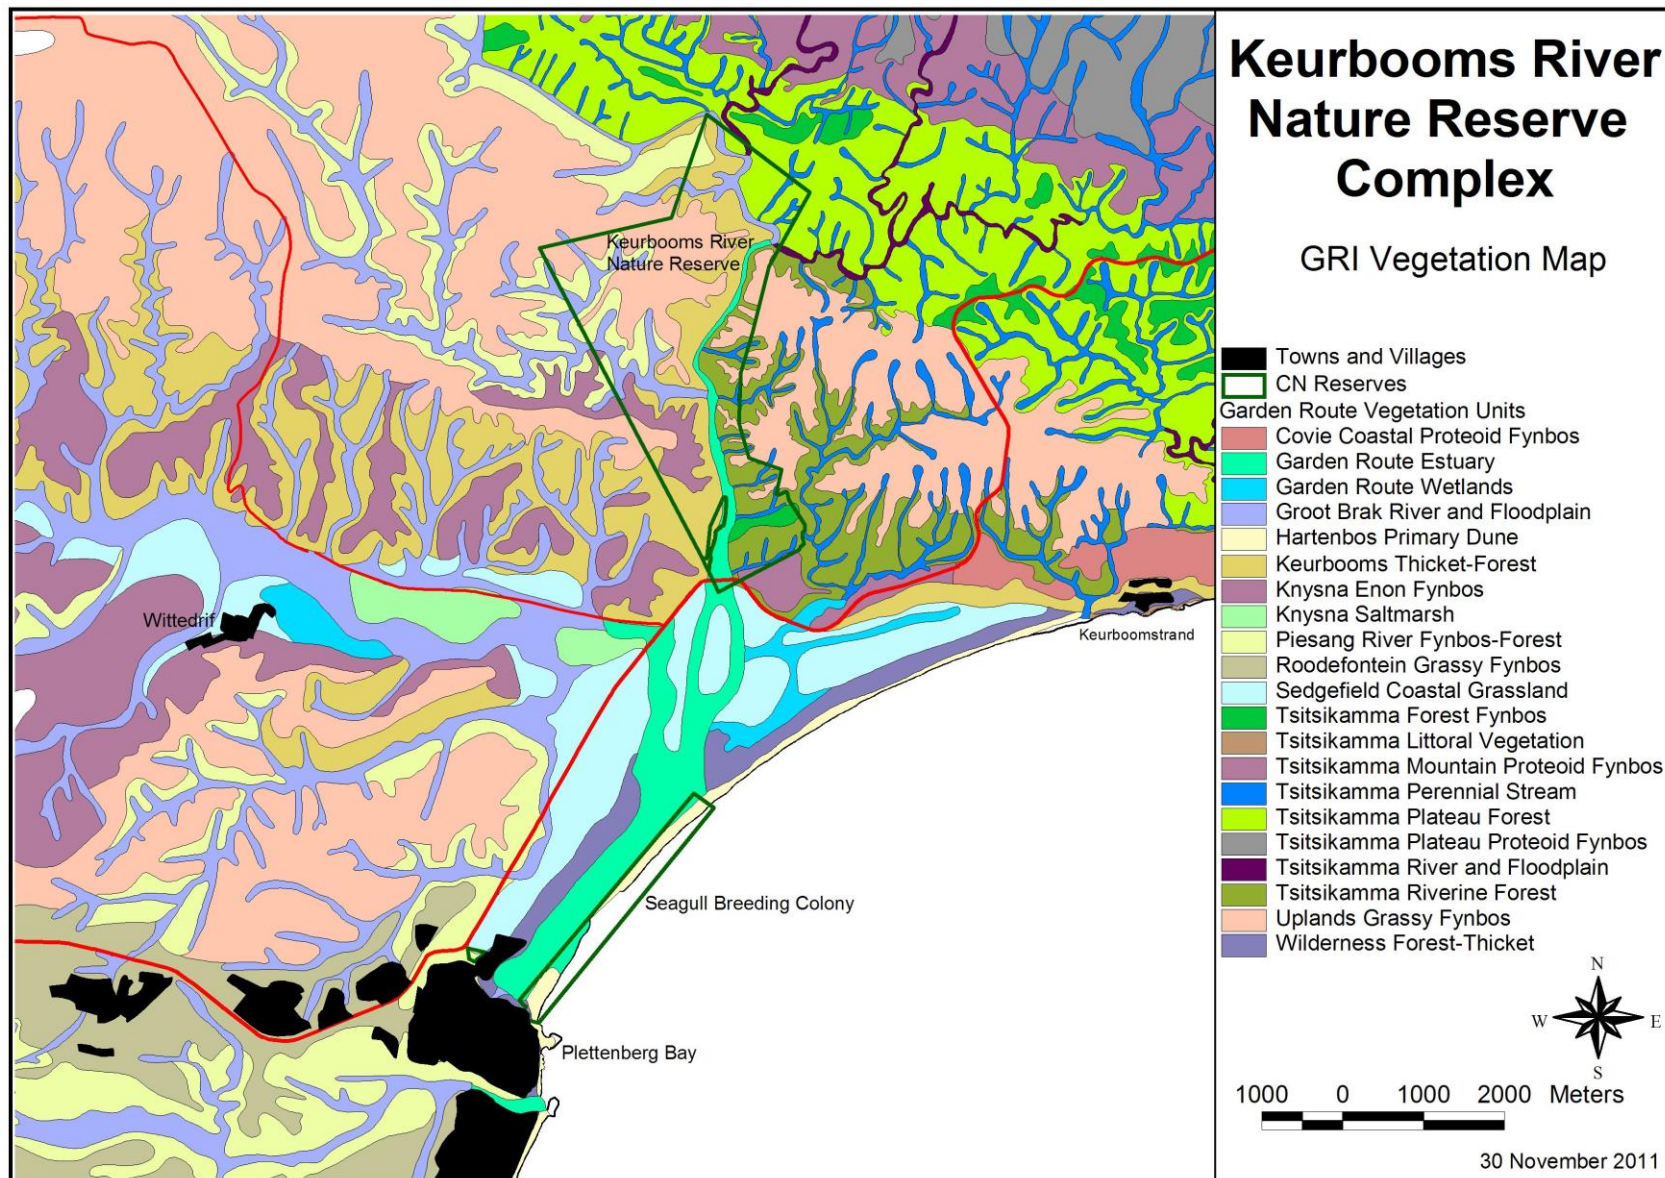 Keurbooms River
Nature Reserve
Complex
GRI Vegetation Map
Towns and Villages
CN Reserves
Garden Route Vegetation Units
Covie Coastal Proteoid Fynbos
Garden Route Estuary
Garden Route Wetlands
Groot Brak River and Floodplain
Hartenbos Primary Dune
Keurbooms Thicket-Forest
Knysna Enon Fynbos
Knysna Saltmarsh
Piesang River Fynbos-Forest
Roodefontein Grassy Fynbos
Sedgefield Coastal Grassland
Tsitsikamma Forest Fynbos
Tsitsikamma Littoral Vegetation
Tsitsikamma Mountain Proteoid Fynbos
Tsitsikamma Perennial Stream
Tsitsikamma Plateau Forest
Tsitsikamma Plateau Proteoid Fynbos
Tsitsikamma River and Floodplain
Tsitsikamma Riverine Forest
Uplands Grassy Fynbos
Wilderness Forest-Thicket
N
W E
S
1000 0 1000 2000 Meters
30 November 2011
Keurbooms River
Nature Reserve
Wittedrif
Keurboomstrand
Seagull Breeding Colony
Plettenberg Bay